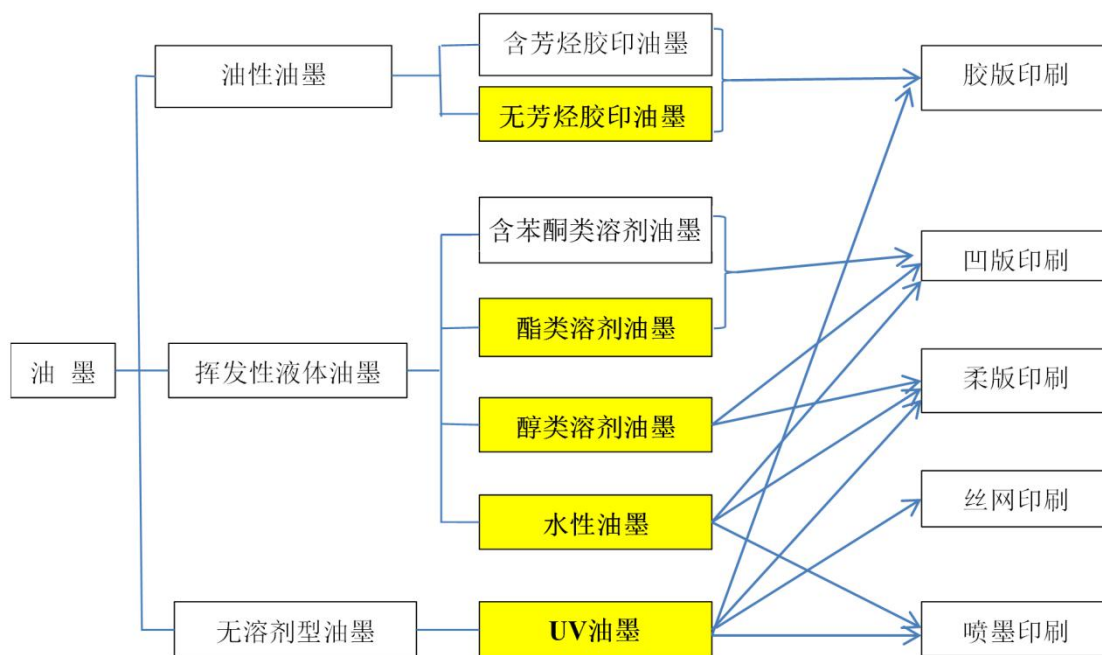 油 墨
油性油墨
挥发性液体油墨
无溶剂型油墨
含芳烃胶印油墨
无芳烃胶印油墨
含苯酮类溶剂油墨
酯类溶剂油墨
醇类溶剂油墨
水性油墨
UV油墨
胶版印刷
凹版印刷
柔版印刷
丝网印刷
喷墨印刷